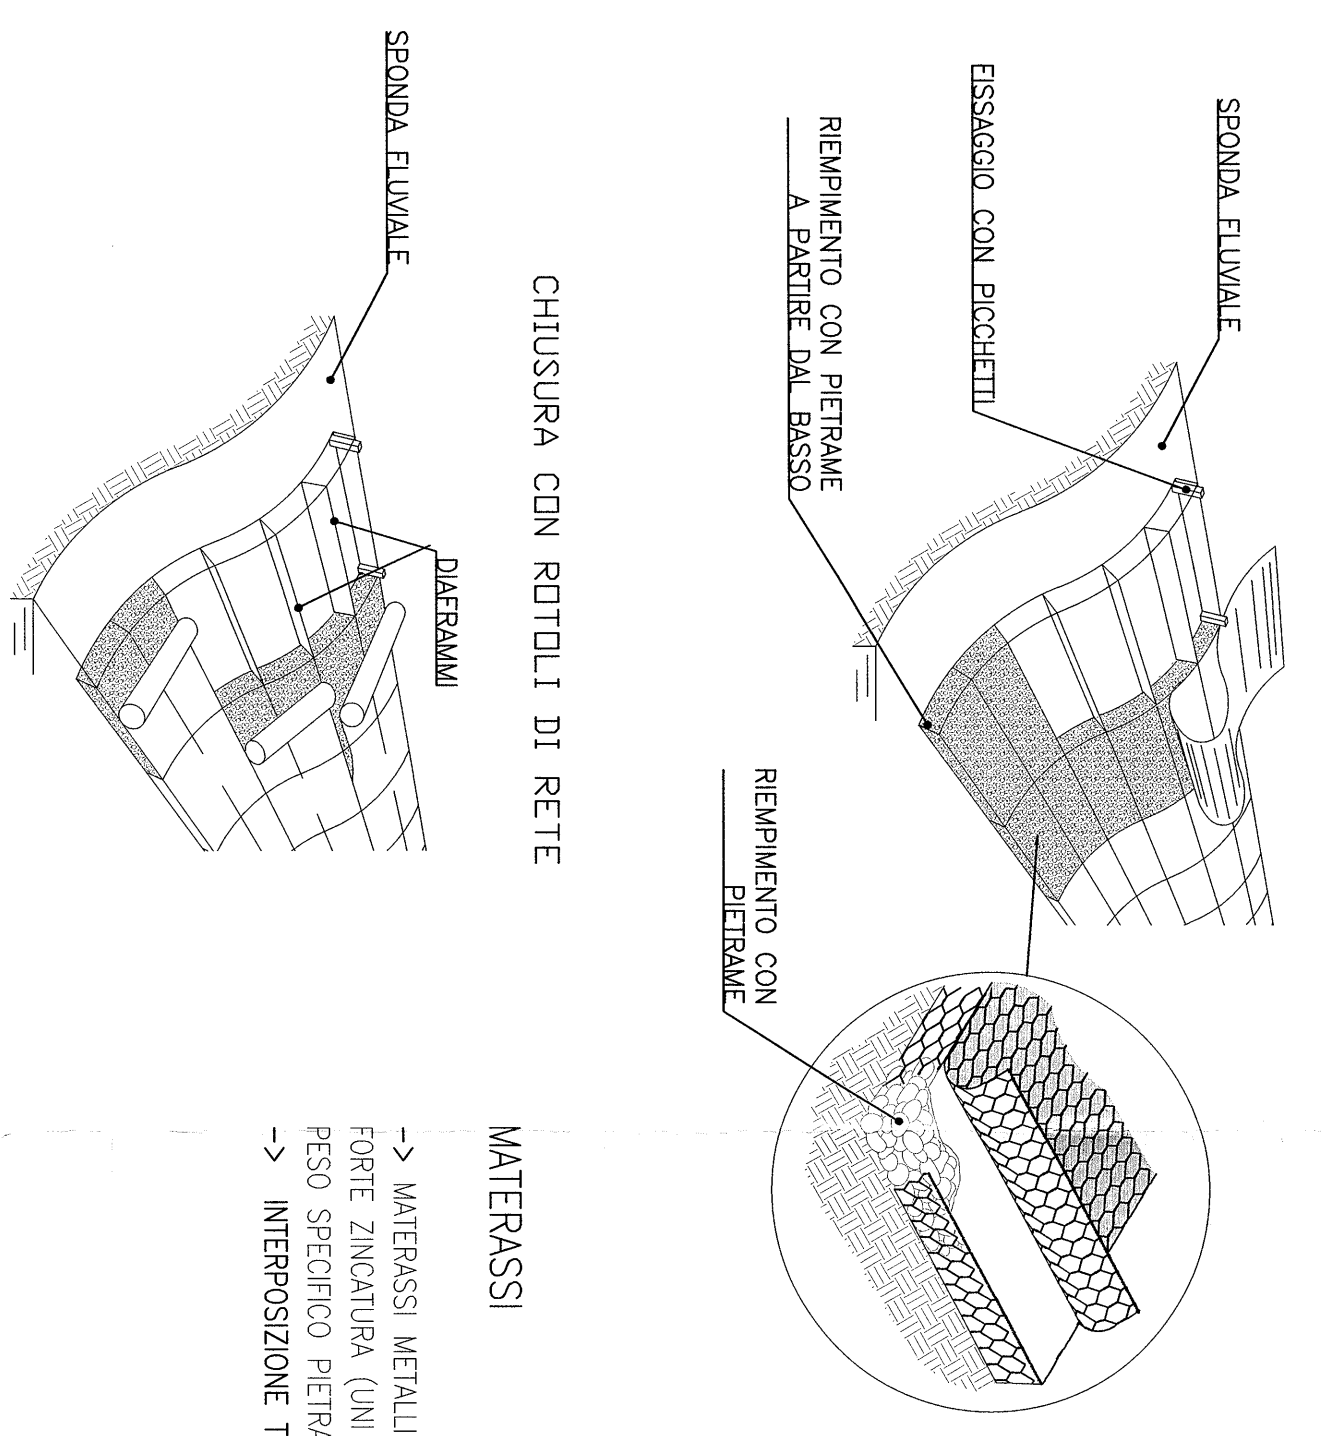 SPONDA FLUVIALE
FISSAGGIO CON PICCHETTI
RIEMPIMENTO CON PIETRAME
A PARTIRE DAL BASSO
RIEMPIMENTO CON
PIETRAME
CHIUSURA CON ROTOLI DI RETE
DIAFRAMMI
SPONDA FLUVIALE
MATERASSI
-> MATERASSI METALLI
FORTE ZINCATURA (UNI
PESO SPECIFICO PIETRA
-> INTERPOSIZIONE T